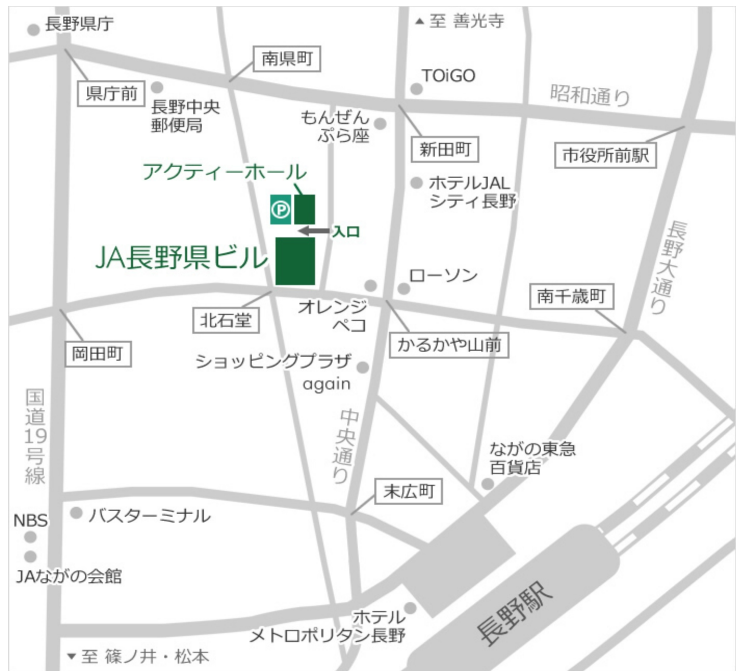 長野県庁
▲ 至 善光寺
南県町
TOiGO
県庁前
長野中央
郵便局
昭和通り
もんぜん
ぷら座
新田町
市役所前駅
アクティーホール
P
ホテルJAL
シティ長野
入口
JA長野県ビル
長野大通り
ローソン
オレンジ
ペコ
南千歳町
北石堂
岡田町
かるかや山前
ショッピングプラザ
again
国道19号線
中央通り
ながの東急
百貨店
末広町
NBS
バスターミナル
JAながの会館
長野駅
ホテル
メトロポリタン長野
▼ 至 篠ノ井・松本